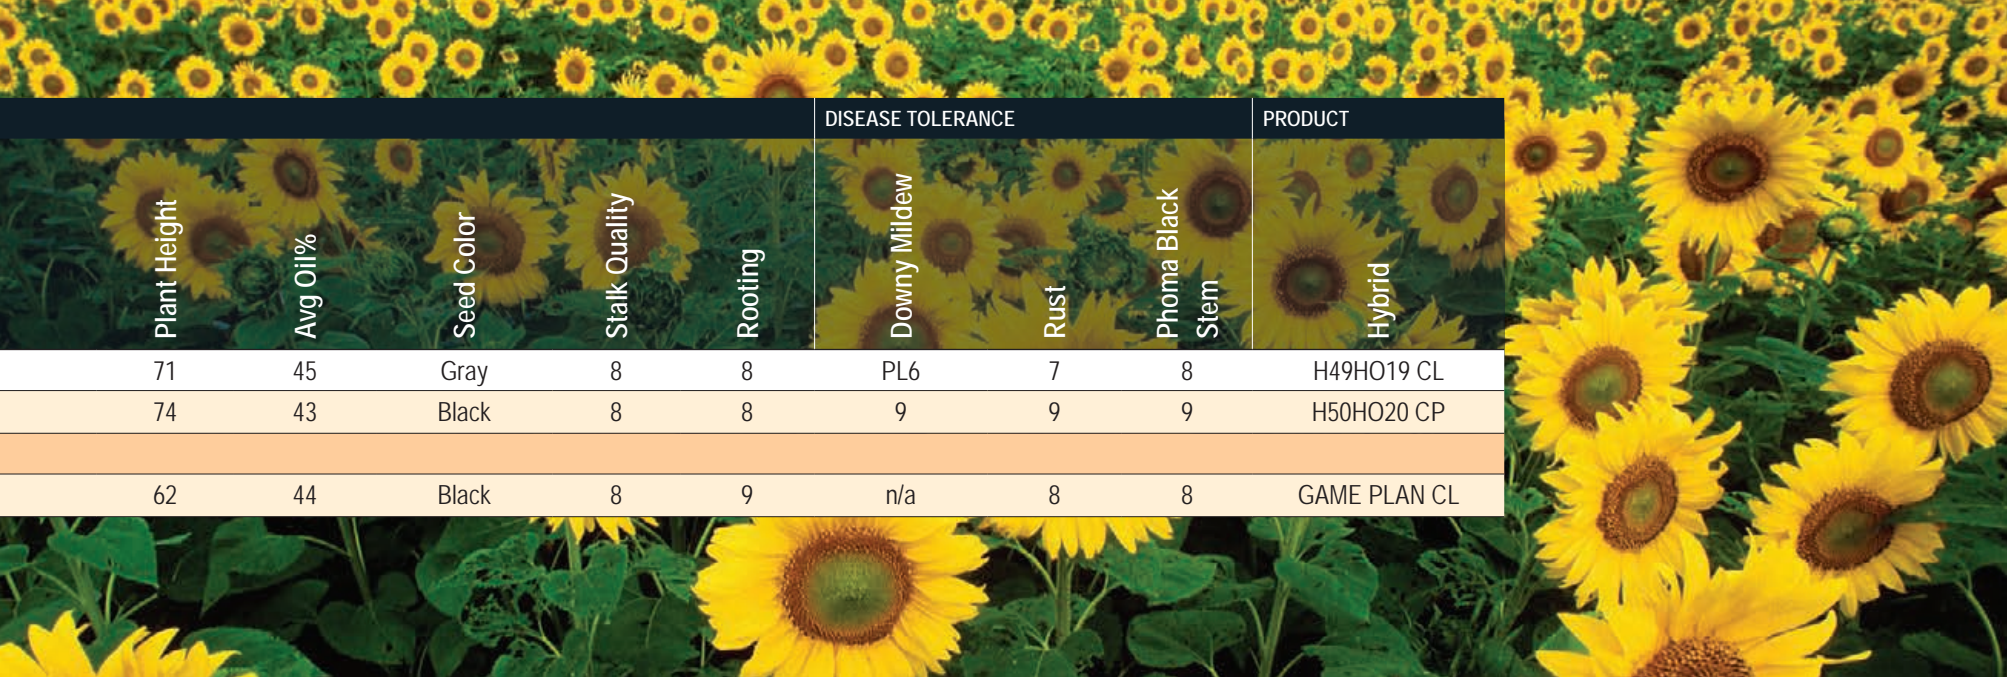 DISEASE TOLERANCE PRODUCT
Plant Height Avg Oil% Seed Color Stalk Quality Rooting Downy Mildew Rust Phoma Black Stem Hybrid
71 45 Gray 8 8 PL6 7 8 H49HO19 CL
74 43 Black 8 8 9 9 9 H50HO20 CP
62 44 Black 8 9 n/a 8 8 GAME PLAN CL